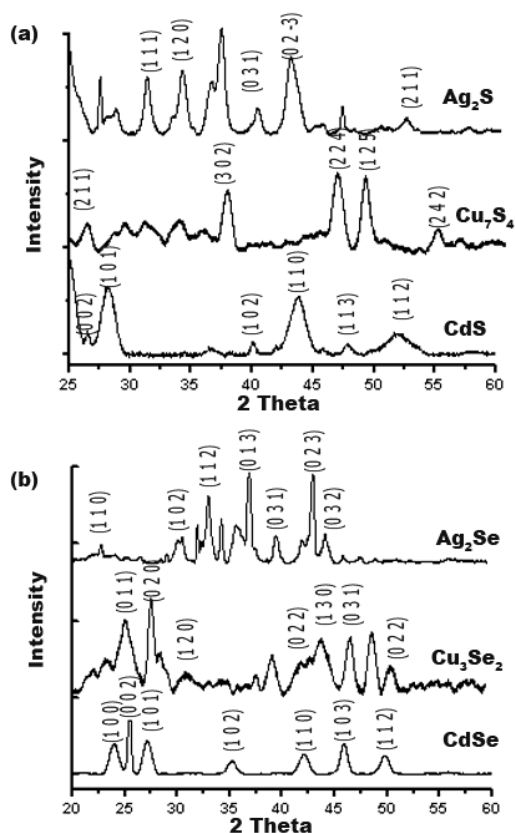 (a)
(1 1 1)
(1 2 0)
(0 3 1)
(0 2 -3)
(2 1 1)
Ag₂S
(2 1 1)
(3 0 2)
(2 2 4)
(1 2 5)
(2 4 2)
Cu₇S₄
(0 0 2)
(1 0 1)
(1 0 2)
(1 1 0)
(1 1 3)
(1 1 2)
CdS
Intensity
25 30 35 40 45 50 55 60
2 Theta
(b)
(1 1 0)
(1 0 2)
(1 1 2)
(0 1 3)
(0 3 1)
(0 2 3)
(0 3 2)
Ag₂Se
(0 1 1)
(0 2 0)
(1 2 0)
(0 2 2)
(1 3 0)
(0 3 1)
(0 2 2)
Cu₃Se₂
(1 0 0)
(0 0 2)
(1 0 1)
(1 0 2)
(1 1 0)
(1 0 3)
(1 1 2)
CdSe
Intensity
20 25 30 35 40 45 50 55 60
2 Theta